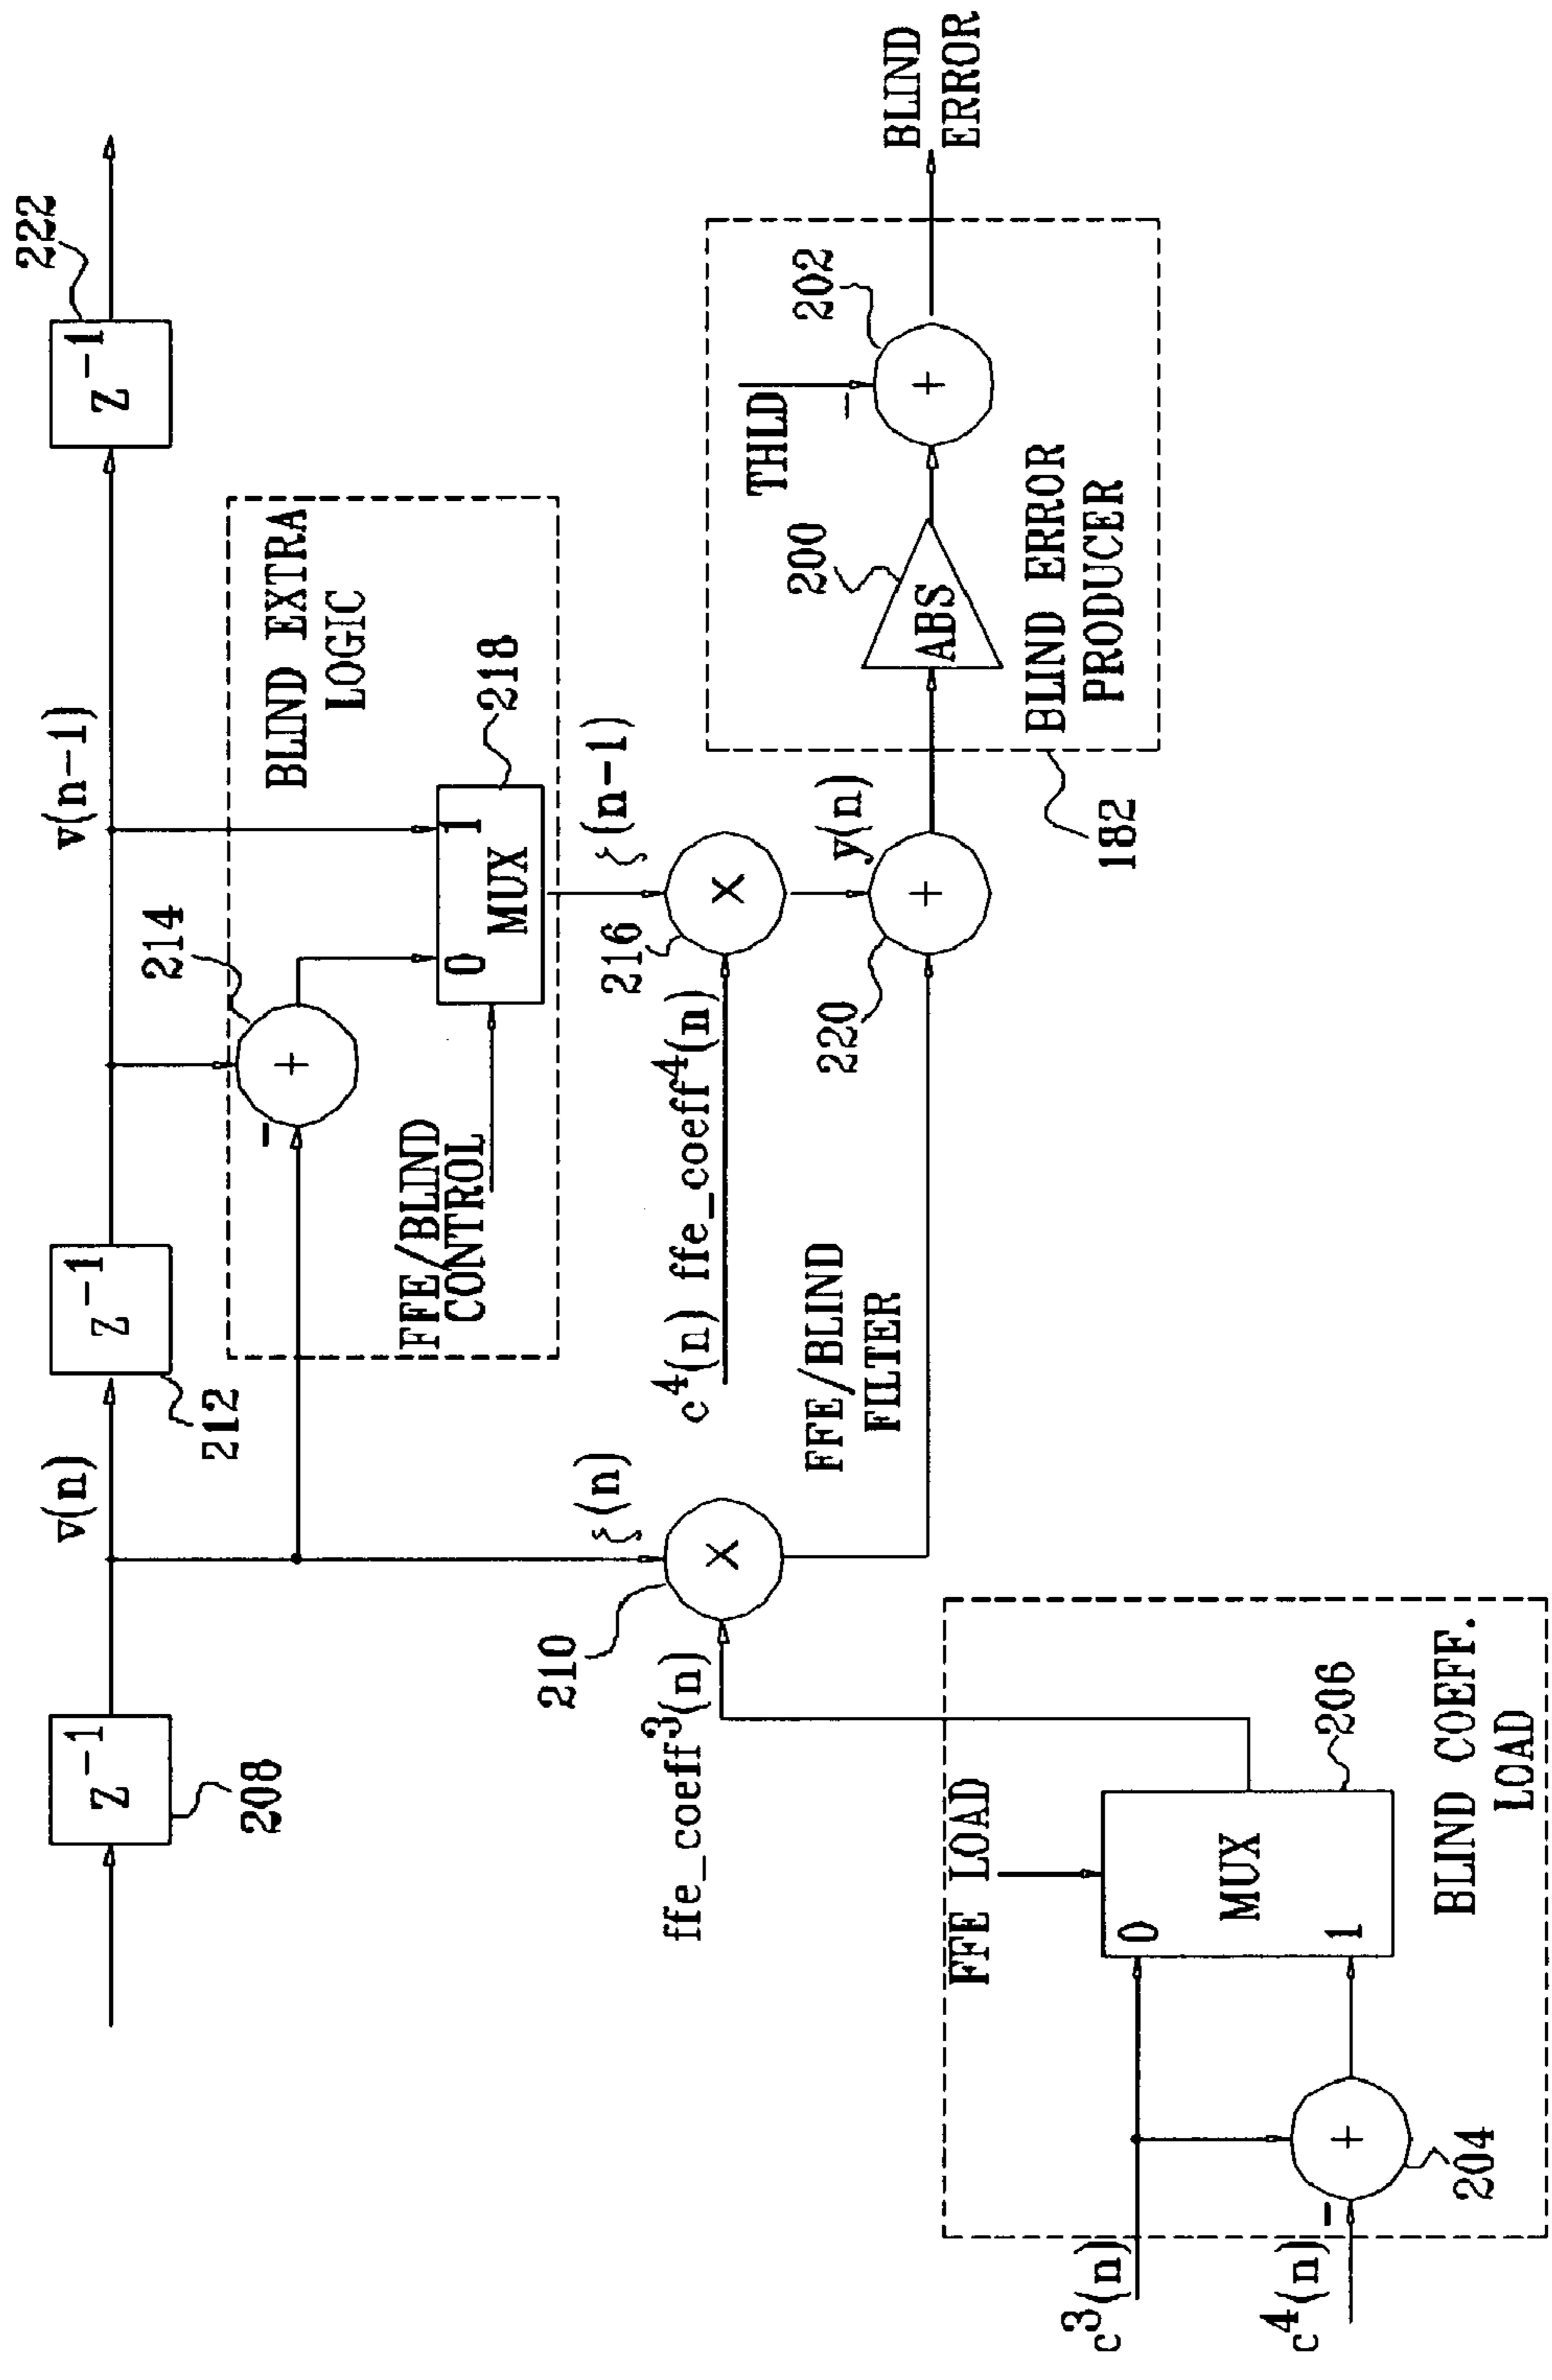 222
Z⁻¹
v(n-1)
Z⁻¹
212
v(n)
Z⁻¹
208
BLIND EXTRA
LOGIC
214
+
-
218
0
1
MUX
FFE/BLIND
CONTROL
ξ(n-1)
216
×
c⁴(n) ffe_coeff⁴(n)
ξ(n)
210
×
ffe_coeff³(n)
y(n)
220
+
FFE/BLIND
FILTER
BLIND
ERROR
202
THLD
-
+
200
ABS
BLIND ERROR
PRODUCER
182
FFE LOAD
0
1
MUX
206
BLIND COEFF.
LOAD
204
+
-
c³(n)
c⁴(n)